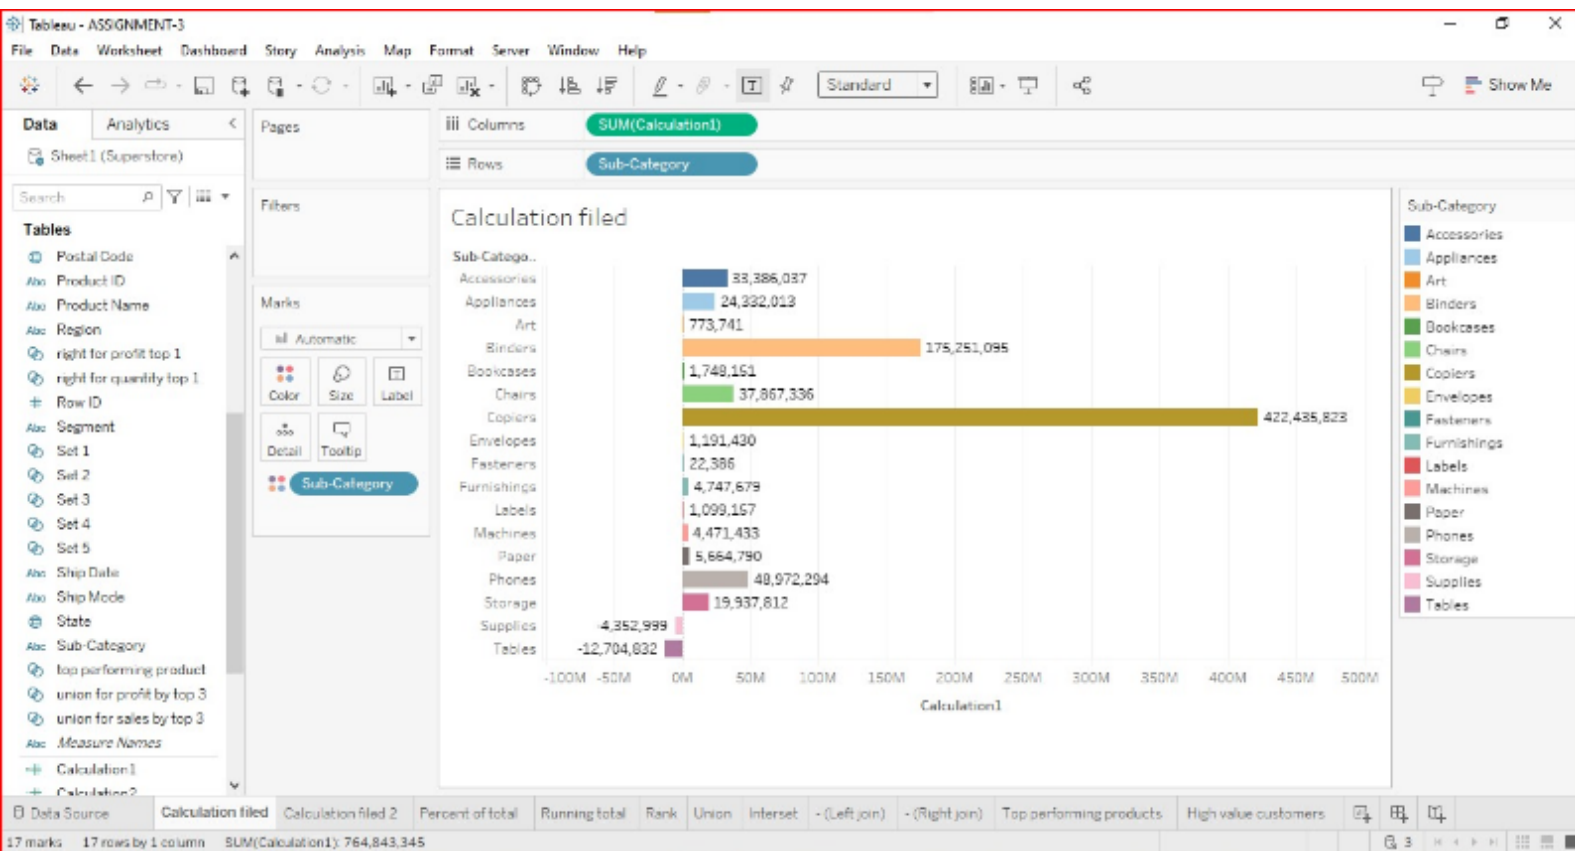 Tableau - ASSIGNMENT-3
File Data Worksheet Dashboard Story Analysis Map Format Server Window Help
Standard
Show Me
Data Analytics
Sheet1 (Superstore)
Search
Tables
Postal Code
Abc Product ID
Abc Product Name
Abc Region
right for profit top 1
right for quantity top 1
Row ID
Abc Segment
Set 1
Set 2
Set 3
Set 4
Set 5
Abc Ship Date
Abc Ship Mode
State
Abc Sub-Category
top performing product
union for profit by top 3
union for sales by top 3
Abc Measure Names
Calculation1
Calculation2
Pages
Filters
Marks
Automatic
Color Size Label
Detail Tooltip
Sub-Category
Columns SUM(Calculation1)
Rows Sub-Category
Calculation filed
Sub-Catego..
Accessories 33,386,037
Appliances 24,332,013
Art 773,741
Binders 175,251,095
Bookcases 1,748,151
Chairs 37,867,336
Copiers 422,435,823
Envelopes 1,191,430
Fasteners 22,386
Furnishings 4,747,679
Labels 1,099,157
Machines 4,471,433
Paper 5,664,790
Phones 48,972,294
Storage 19,937,812
Supplies -4,352,999
Tables -12,704,832
-100M -50M 0M 50M 100M 150M 200M 250M 300M 350M 400M 450M 500M
Calculation1
Sub-Category
Accessories
Appliances
Art
Binders
Bookcases
Chairs
Copiers
Envelopes
Fasteners
Furnishings
Labels
Machines
Paper
Phones
Storage
Supplies
Tables
Data Source Calculation filed Calculation filed 2 Percent of total Running total Rank Union Interset - (Left join) - (Right join) Top performing products High value customers
17 marks 17 rows by 1 column SUM(Calculation1): 764,843,345
3